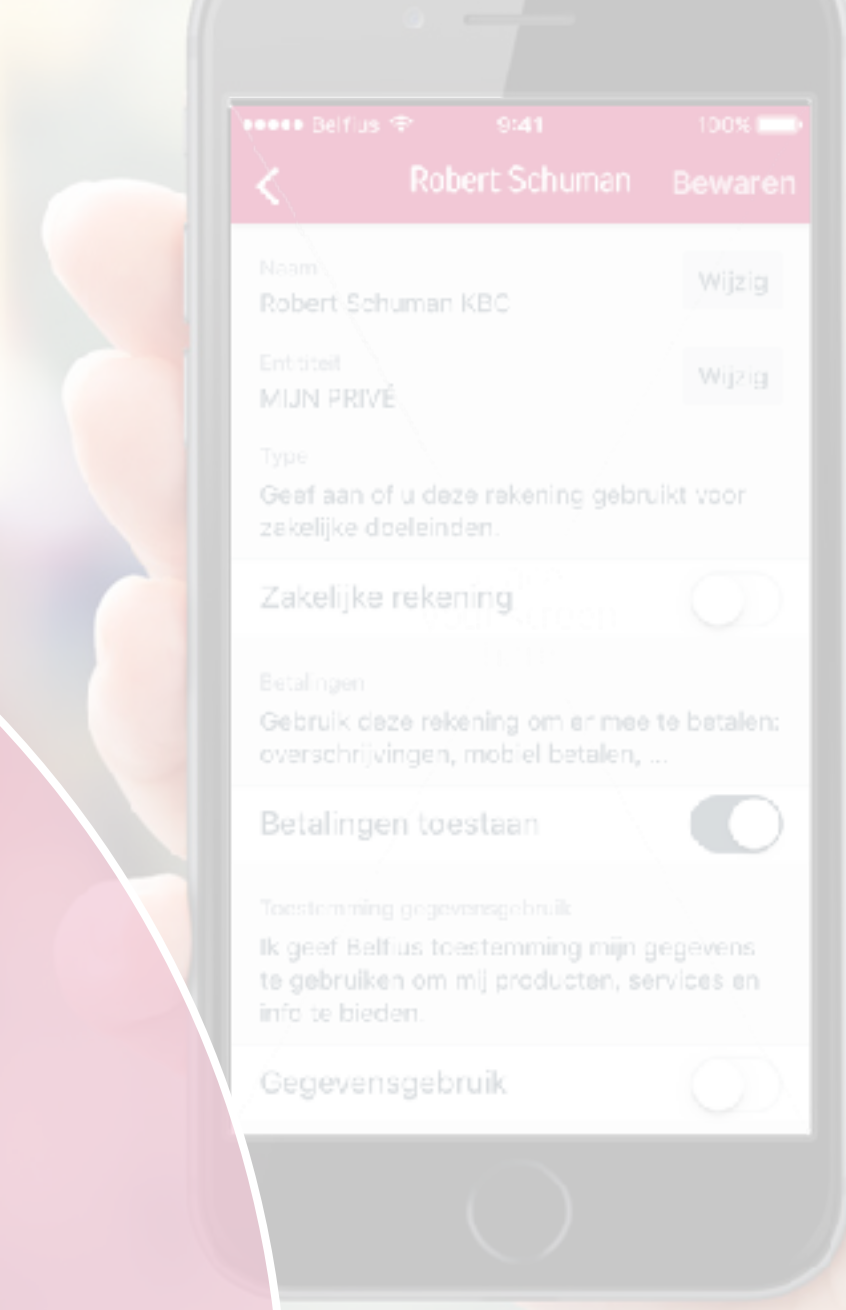 Belfius 9:41 100%
Robert Schuman Bewaren
Naam
Robert Schuman KBC
Wijzig
Entiteit
MIJN PRIVÉ
Wijzig
Type
Geef aan of u deze rekening gebruikt voor
zakelijke doeleinden.
Zakelijke rekening
Betalingen
Gebruik deze rekening om er mee te betalen:
overschrijvingen, mobiel betalen, ...
Betalingen toestaan
Toestemming gegevensgebruik
Ik geef Belfius toestemming mijn gegevens
te gebruiken om mij producten, services en
info te bieden.
Gegevensgebruik